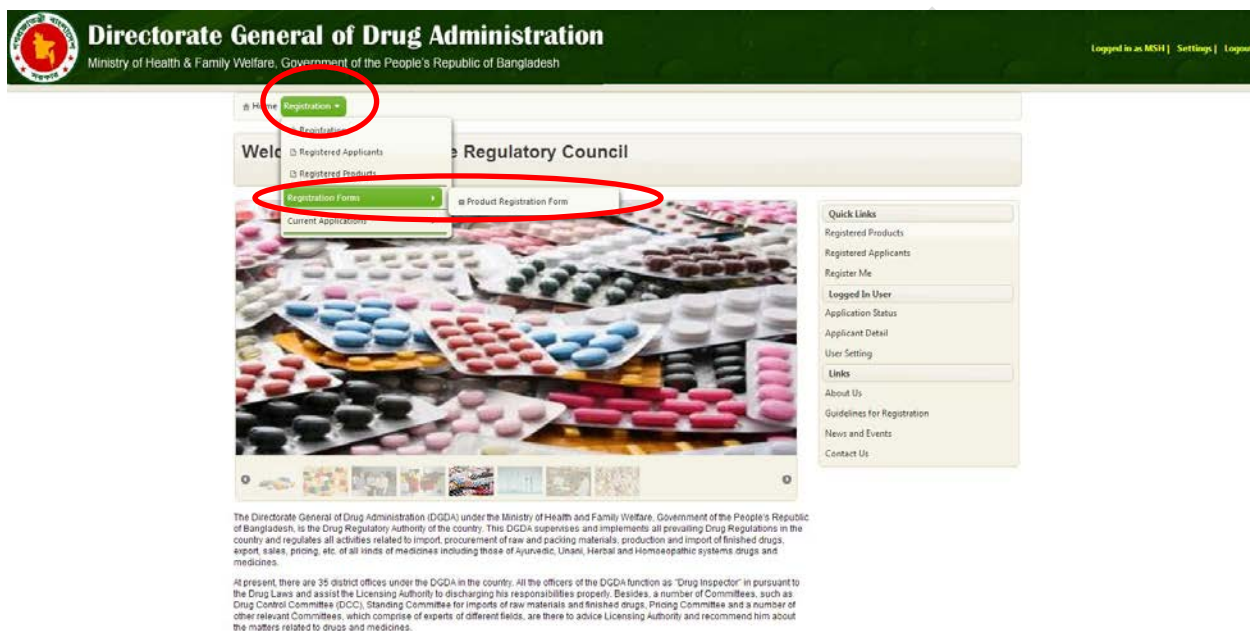 Directorate General of Drug Administration
Ministry of Health & Family Welfare, Government of the People's Republic of Bangladesh
Logged in as MSH | Settings | Logout
Home Registration
Registration
Registered Applicants
Registered Products
Registration Forms
Product Registration Form
Current Applications
e Regulatory Council
Quick Links
Registered Products
Registered Applicants
Register Me
Logged In User
Application Status
Applicant Detail
User Setting
Links
About Us
Guidelines for Registration
News and Events
Contact Us
The Directorate General of Drug Administration (DGDA) under the Ministry of Health and Family Welfare, Government of the People's Republic
of Bangladesh, is the Drug Regulatory Authority of the country. This DGDA supervises and implements all prevailing Drug Regulations in the
country and regulates all activities related to import, procurement of raw and packing materials, production and import of finished drugs,
export, sales, pricing, etc. of all kinds of medicines including those of Ayurvedic, Unani, Herbal and Homoeopathic systems drugs and
medicines.
At present, there are 35 district offices under the DGDA in the country. All the officers of the DGDA function as "Drug Inspector" in pursuant to
the Drug Laws and assist the Licensing Authority to discharging his responsibilities properly. Besides, a number of Committees, such as
Drug Control Committee (DCC), Standing Committee for imports of raw materials and finished drugs, Pricing Committee and a number of
other relevant Committees, which comprise of experts of different fields, are there to advice Licensing Authority and recommend him about
the matters related to drugs and medicines.